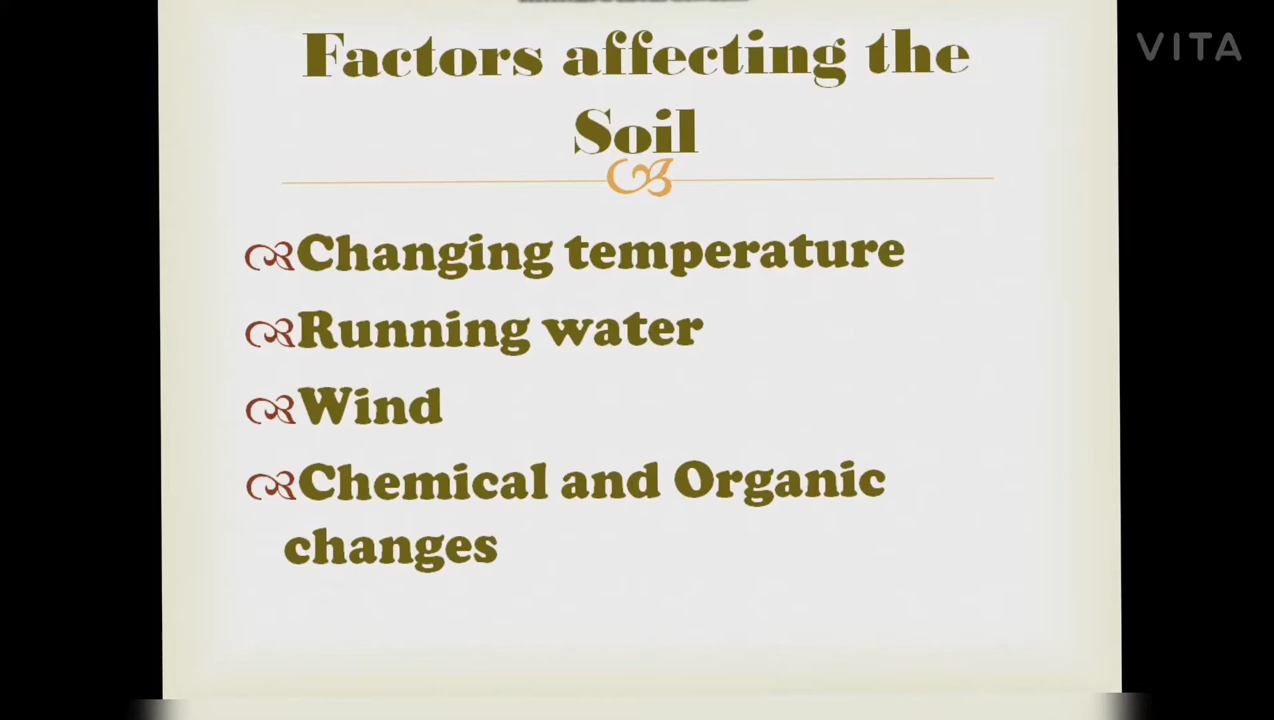 VITA
Factors affecting the
Soil
Changing temperature
Running water
Wind
Chemical and Organic
changes